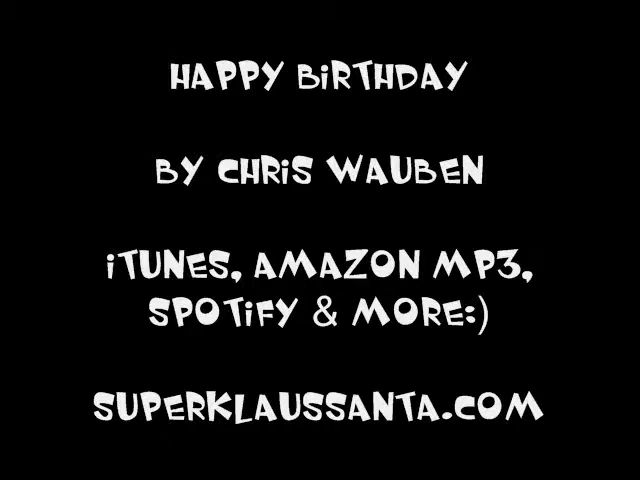 HAPPY BiRTHDAY
BY CHRiS WAUBEN
iTUNES, AMAZON MP3,
SPOTiFY & MORE:)
SUPERKLAUSSANTA.COM